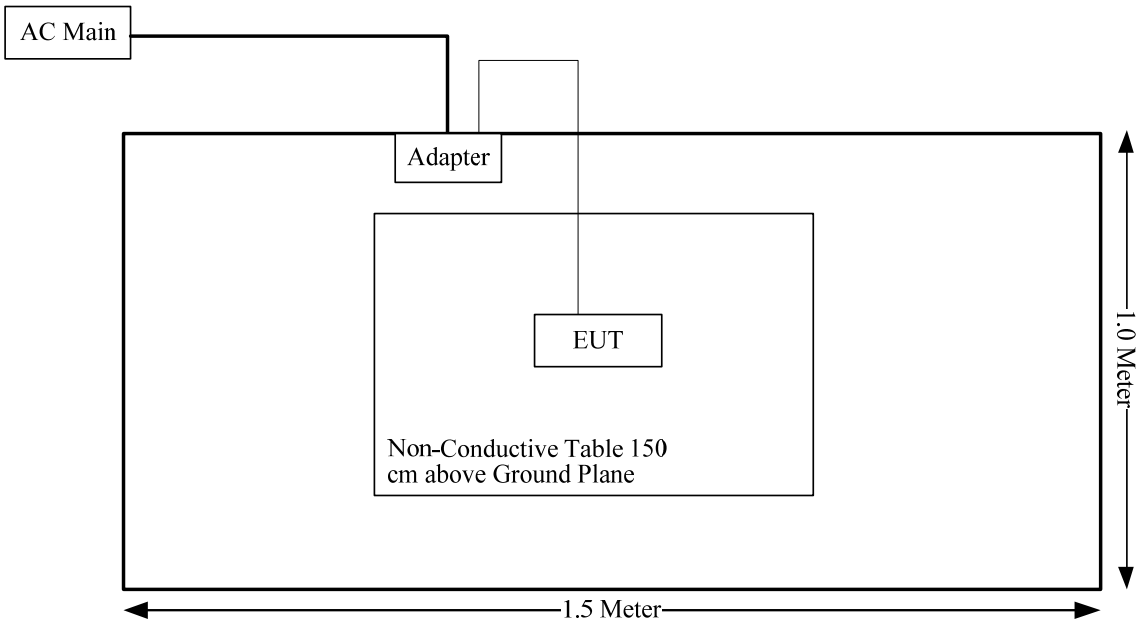 AC Main
Adapter
EUT
Non-Conductive Table 150
cm above Ground Plane
1.0 Meter
1.5 Meter